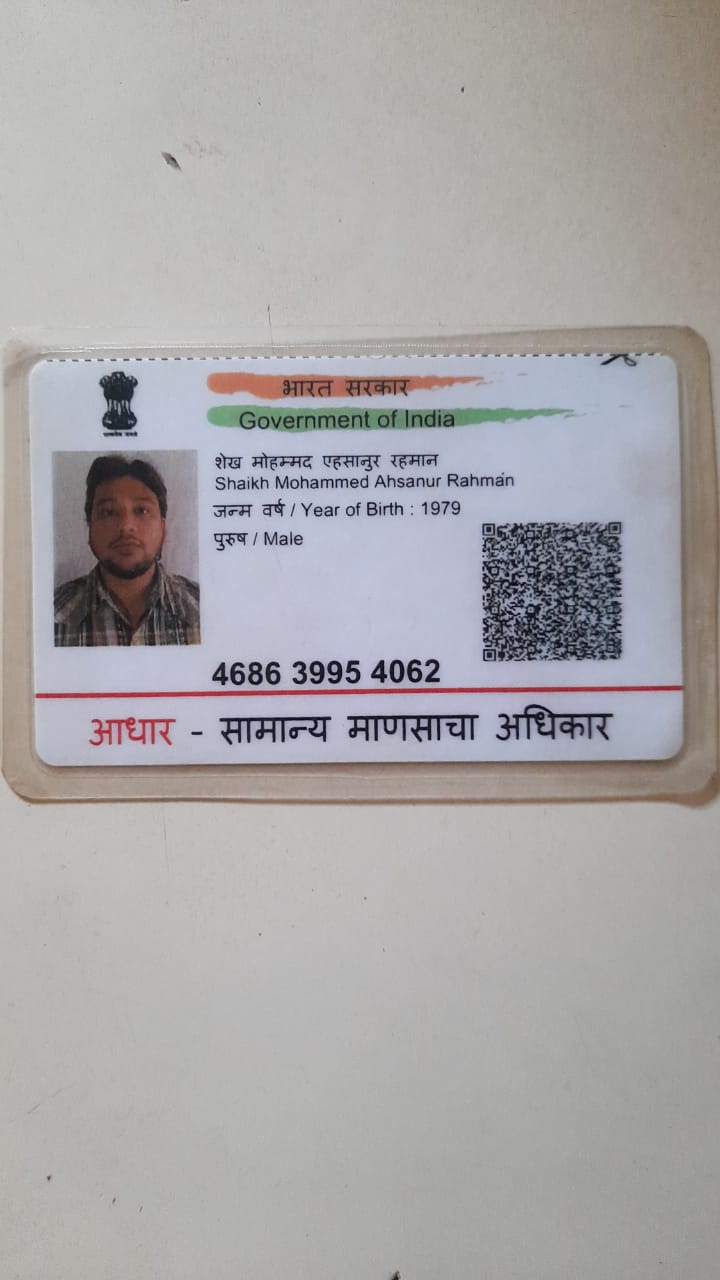 भारत सरकार
Government of India
शेख मोहम्मद एहसानुर रहमान
Shaikh Mohammed Ahsanur Rahman
जन्म वर्ष / Year of Birth : 1979
पुरुष / Male
4686 3995 4062
आधार - सामान्य माणसाचा अधिकार